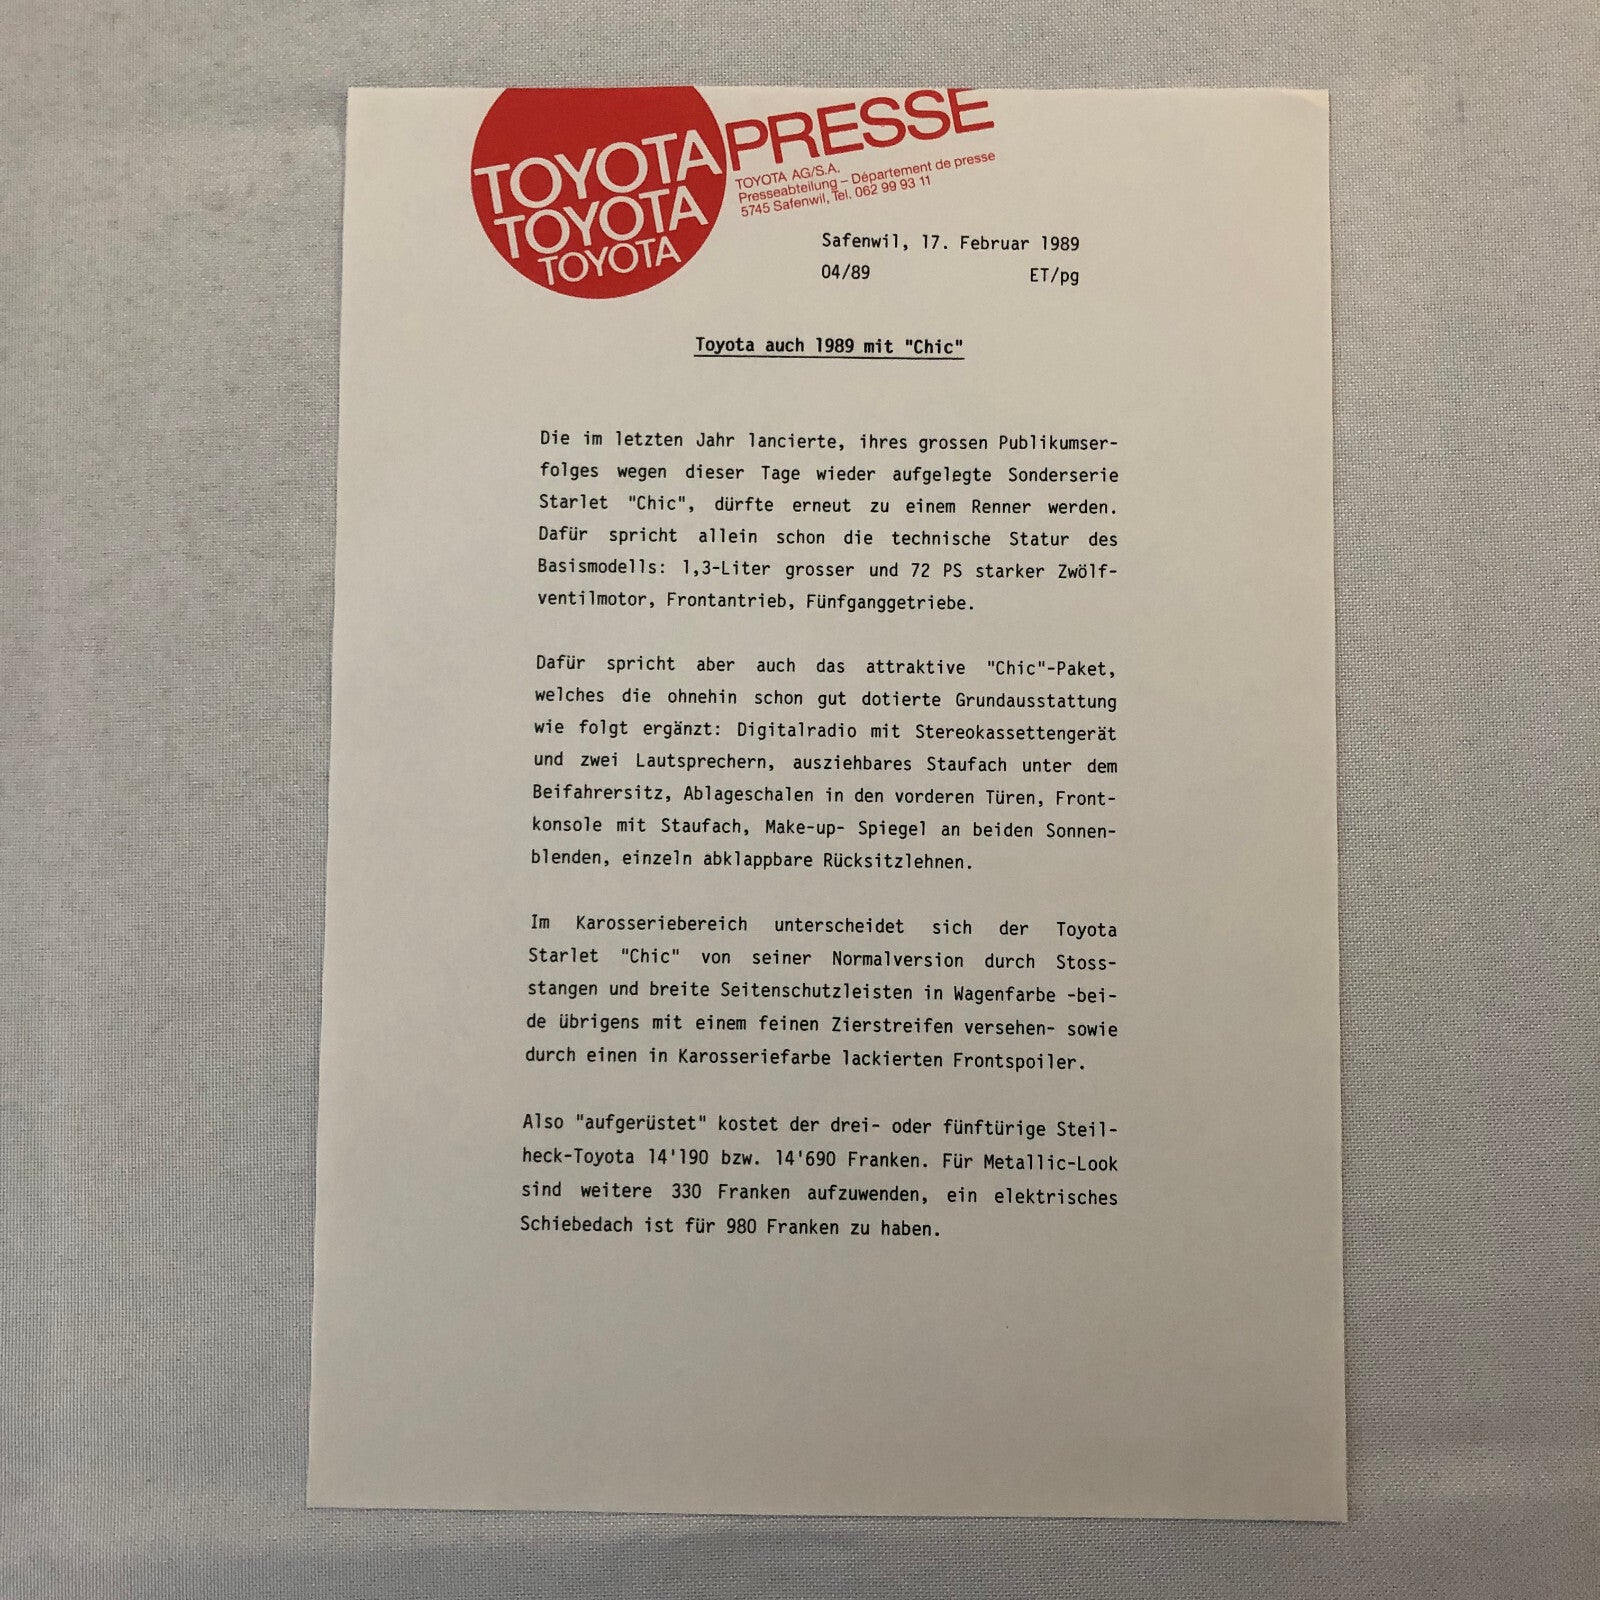 TOYOTA PRESSE
TOYOTA
TOYOTA
TOYOTA AG/S.A.
Presseabteilung – Département de presse
5745 Safenwil, Tel. 062 99 93 11
Safenwil, 17. Februar 1989
04/89 ET/pg
Toyota auch 1989 mit "Chic"
Die im letzten Jahr lancierte, ihres grossen Publikumser-
folges wegen dieser Tage wieder aufgelegte Sonderserie
Starlet "Chic", dürfte erneut zu einem Renner werden.
Dafür spricht allein schon die technische Statur des
Basismodells: 1,3-Liter grosser und 72 PS starker Zwölf-
ventilmotor, Frontantrieb, Fünfganggetriebe.
Dafür spricht aber auch das attraktive "Chic"-Paket,
welches die ohnehin schon gut dotierte Grundausstattung
wie folgt ergänzt: Digitalradio mit Stereokassettengerät
und zwei Lautsprechern, ausziehbares Staufach unter dem
Beifahrersitz, Ablageschalen in den vorderen Türen, Front-
konsole mit Staufach, Make-up- Spiegel an beiden Sonnen-
blenden, einzeln abklappbare Rücksitzlehnen.
Im Karosseriebereich unterscheidet sich der Toyota
Starlet "Chic" von seiner Normalversion durch Stoss-
stangen und breite Seitenschutzleisten in Wagenfarbe -bei-
de übrigens mit einem feinen Zierstreifen versehen- sowie
durch einen in Karosseriefarbe lackierten Frontspoiler.
Also "aufgerüstet" kostet der drei- oder fünftürige Steil-
heck-Toyota 14'190 bzw. 14'690 Franken. Für Metallic-Look
sind weitere 330 Franken aufzuwenden, ein elektrisches
Schiebedach ist für 980 Franken zu haben.